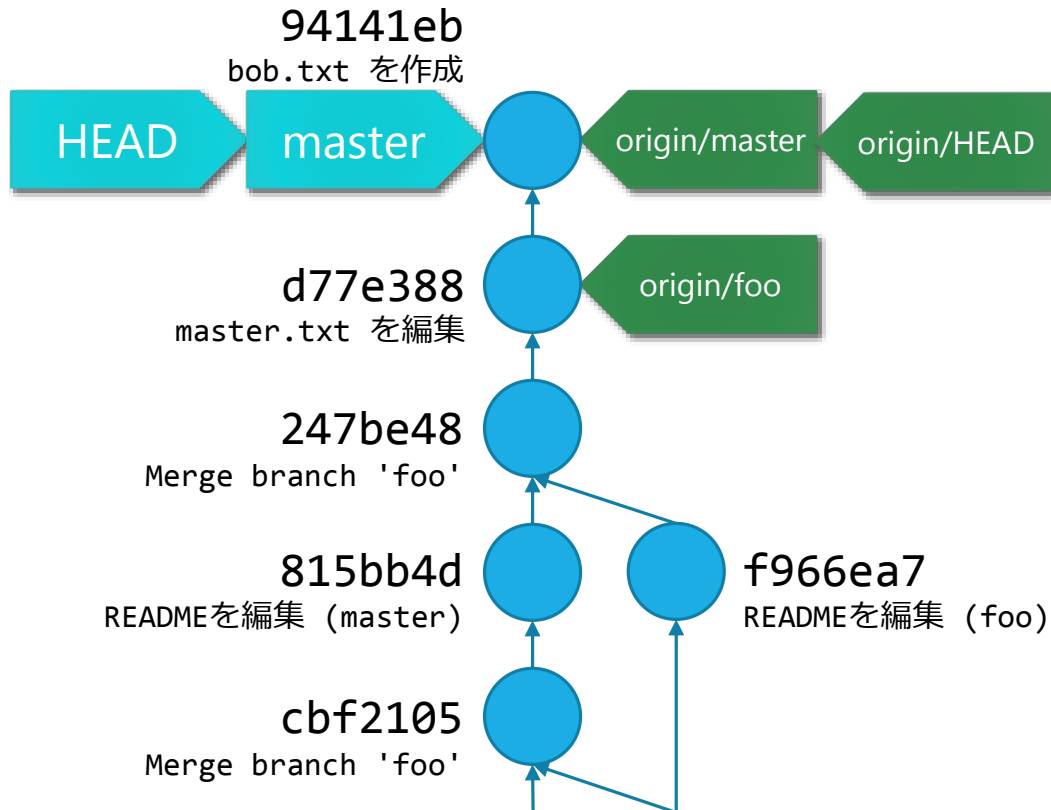 94141eb
bob.txt を作成
HEAD
master
origin/master
origin/HEAD
d77e388
master.txt を編集
origin/foo
247be48
Merge branch 'foo'
815bb4d
READMEを編集 (master)
f966ea7
READMEを編集 (foo)
cbf2105
Merge branch 'foo'